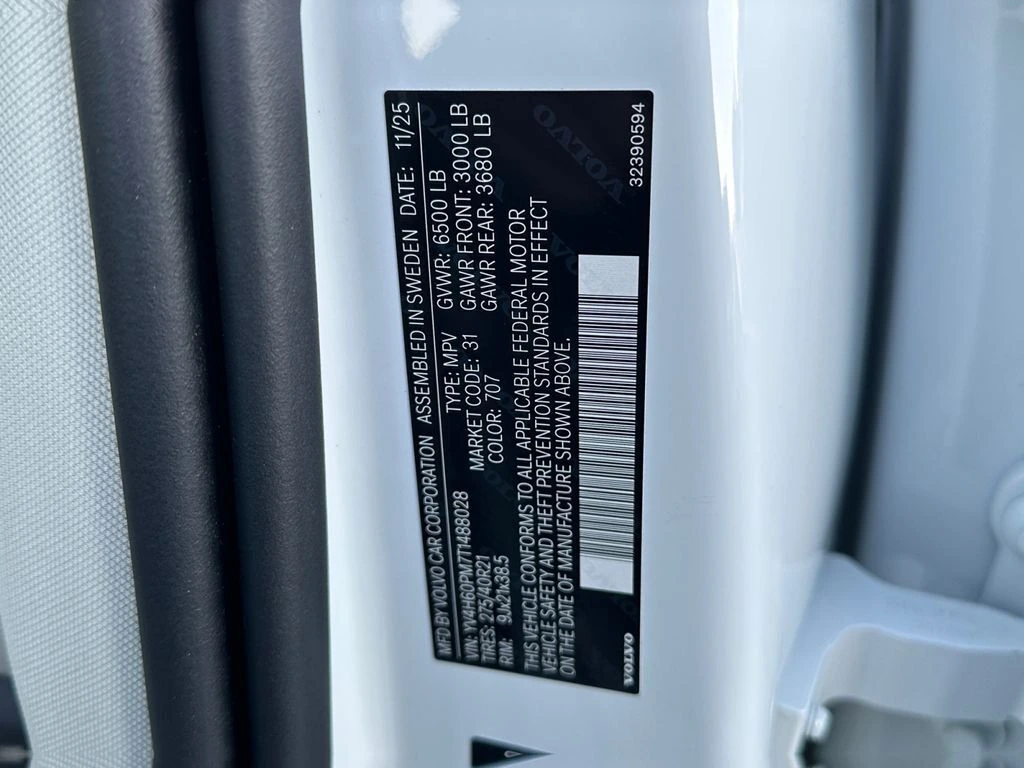 MFD BY VOLVO CAR CORPORATION ASSEMBLED IN SWEDEN DATE: 11/25
VIN: YV4H60PM7T1488028 TYPE: MPV GVWR: 6500 LB
TIRES: 275/40R21 MARKET CODE: 31 GAWR FRONT: 3000 LB
RIM: 9Jx21x38.5 COLOR: 707 GAWR REAR: 3680 LB
THIS VEHICLE CONFORMS TO ALL APPLICABLE FEDERAL MOTOR
VEHICLE SAFETY AND THEFT PREVENTION STANDARDS IN EFFECT
ON THE DATE OF MANUFACTURE SHOWN ABOVE.
VOLVO 32390594
VOLVO